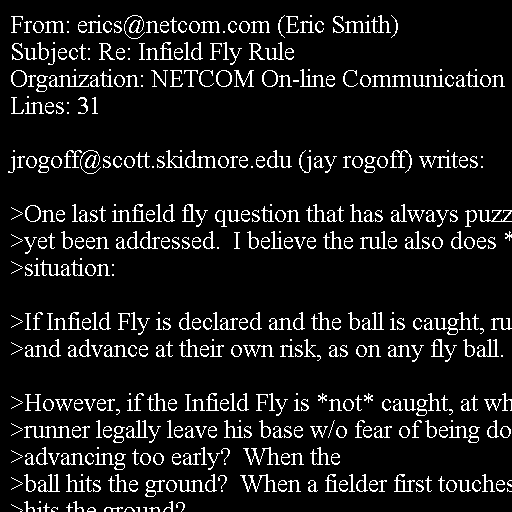 From: erics@netcom.com (Eric Smith)
Subject: Re: Infield Fly Rule
Organization: NETCOM On-line Communication
Lines: 31

jrogoff@scott.skidmore.edu (jay rogoff) writes:

>One last infield fly question that has always puzz
>yet been addressed.  I believe the rule also does *
>situation:

>If Infield Fly is declared and the ball is caught, ru
>and advance at their own risk, as on any fly ball.

>However, if the Infield Fly is *not* caught, at wh
>runner legally leave his base w/o fear of being do
>advancing too early?  When the
>ball hits the ground?  When a fielder first touches
>hits the ground?